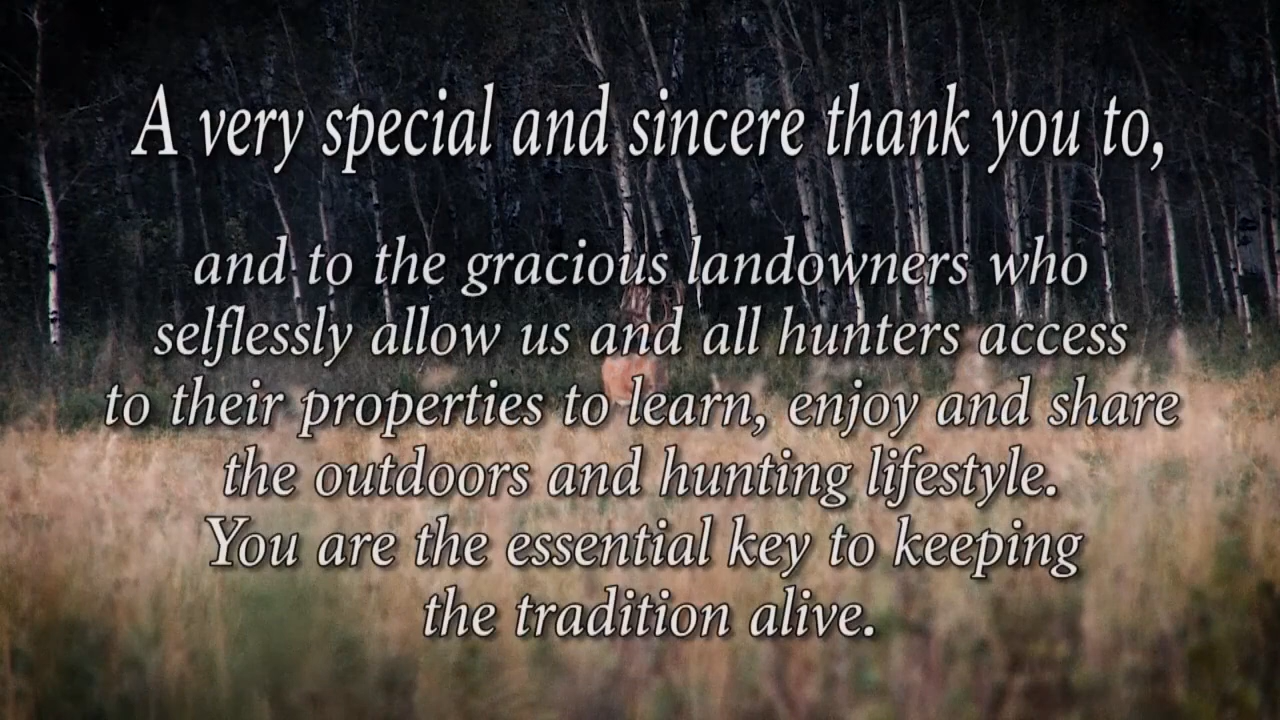 A very special and sincere thank you to,
and to the gracious landowners who
selflessly allow us and all hunters access
to their properties to learn, enjoy and share
the outdoors and hunting lifestyle.
You are the essential key to keeping
the tradition alive.